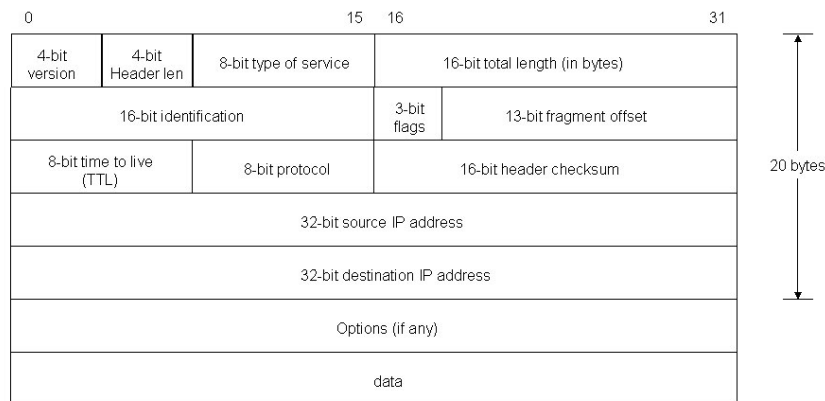 0 15 16 31
4-bit version
4-bit Header len
8-bit type of service
16-bit total length (in bytes)
16-bit identification
3-bit flags
13-bit fragment offset
8-bit time to live (TTL)
8-bit protocol
16-bit header checksum
20 bytes
32-bit source IP address
32-bit destination IP address
Options (if any)
data